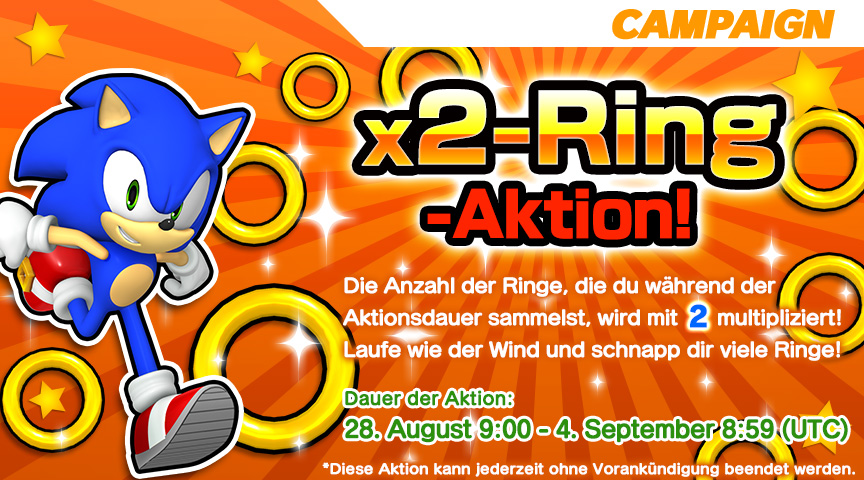 CAMPAIGN
x2-Ring
-Aktion!
Die Anzahl der Ringe, die du während der
Aktionsdauer sammelst, wird mit 2 multipliziert!
Laufe wie der Wind und schnapp dir viele Ringe!
Dauer der Aktion:
28. August 9:00 - 4. September 8:59 (UTC)
*Diese Aktion kann jederzeit ohne Vorankündigung beendet werden.